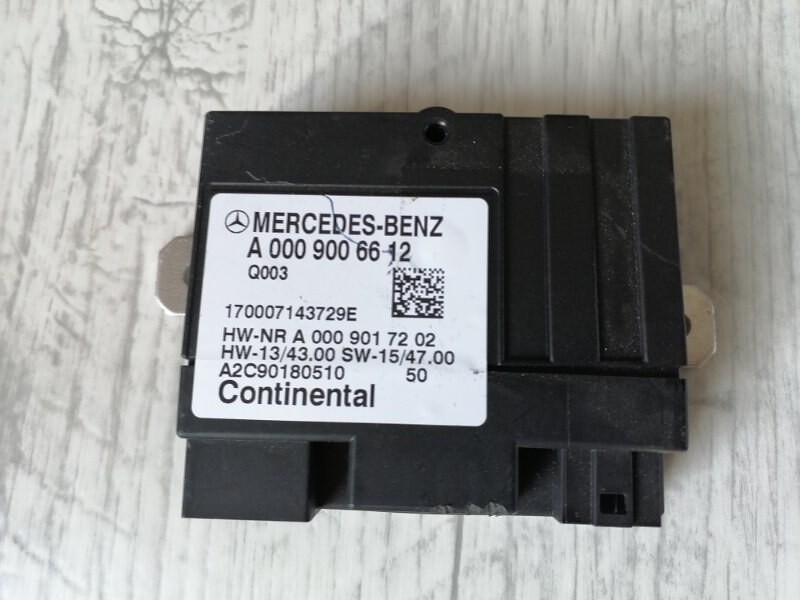 MERCEDES-BENZ
A 000 900 66 12
Q003
170007143729E
HW-NR A 000 901 72 02
HW-13/43.00 SW-15/47.00
A2C90180510 50
Continental